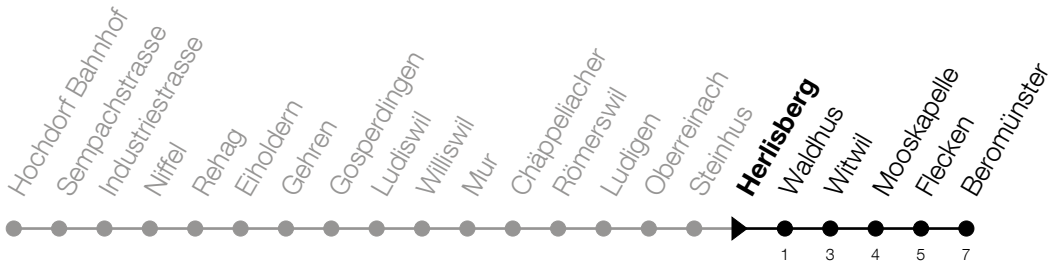 Hochdorf Bahnhof
Sempachstrasse
Industriestrasse
Niffel
Rehag
Eiholdern
Gehren
Gosperdingen
Ludiswil
Williswil
Mur
Chäppeliacher
Römerswil
Ludigen
Oberreinach
Steinhus
Herlisberg
Waldhus
Witwil
Mooskapelle
Flecken
Beromünster
1 3 4 5 7